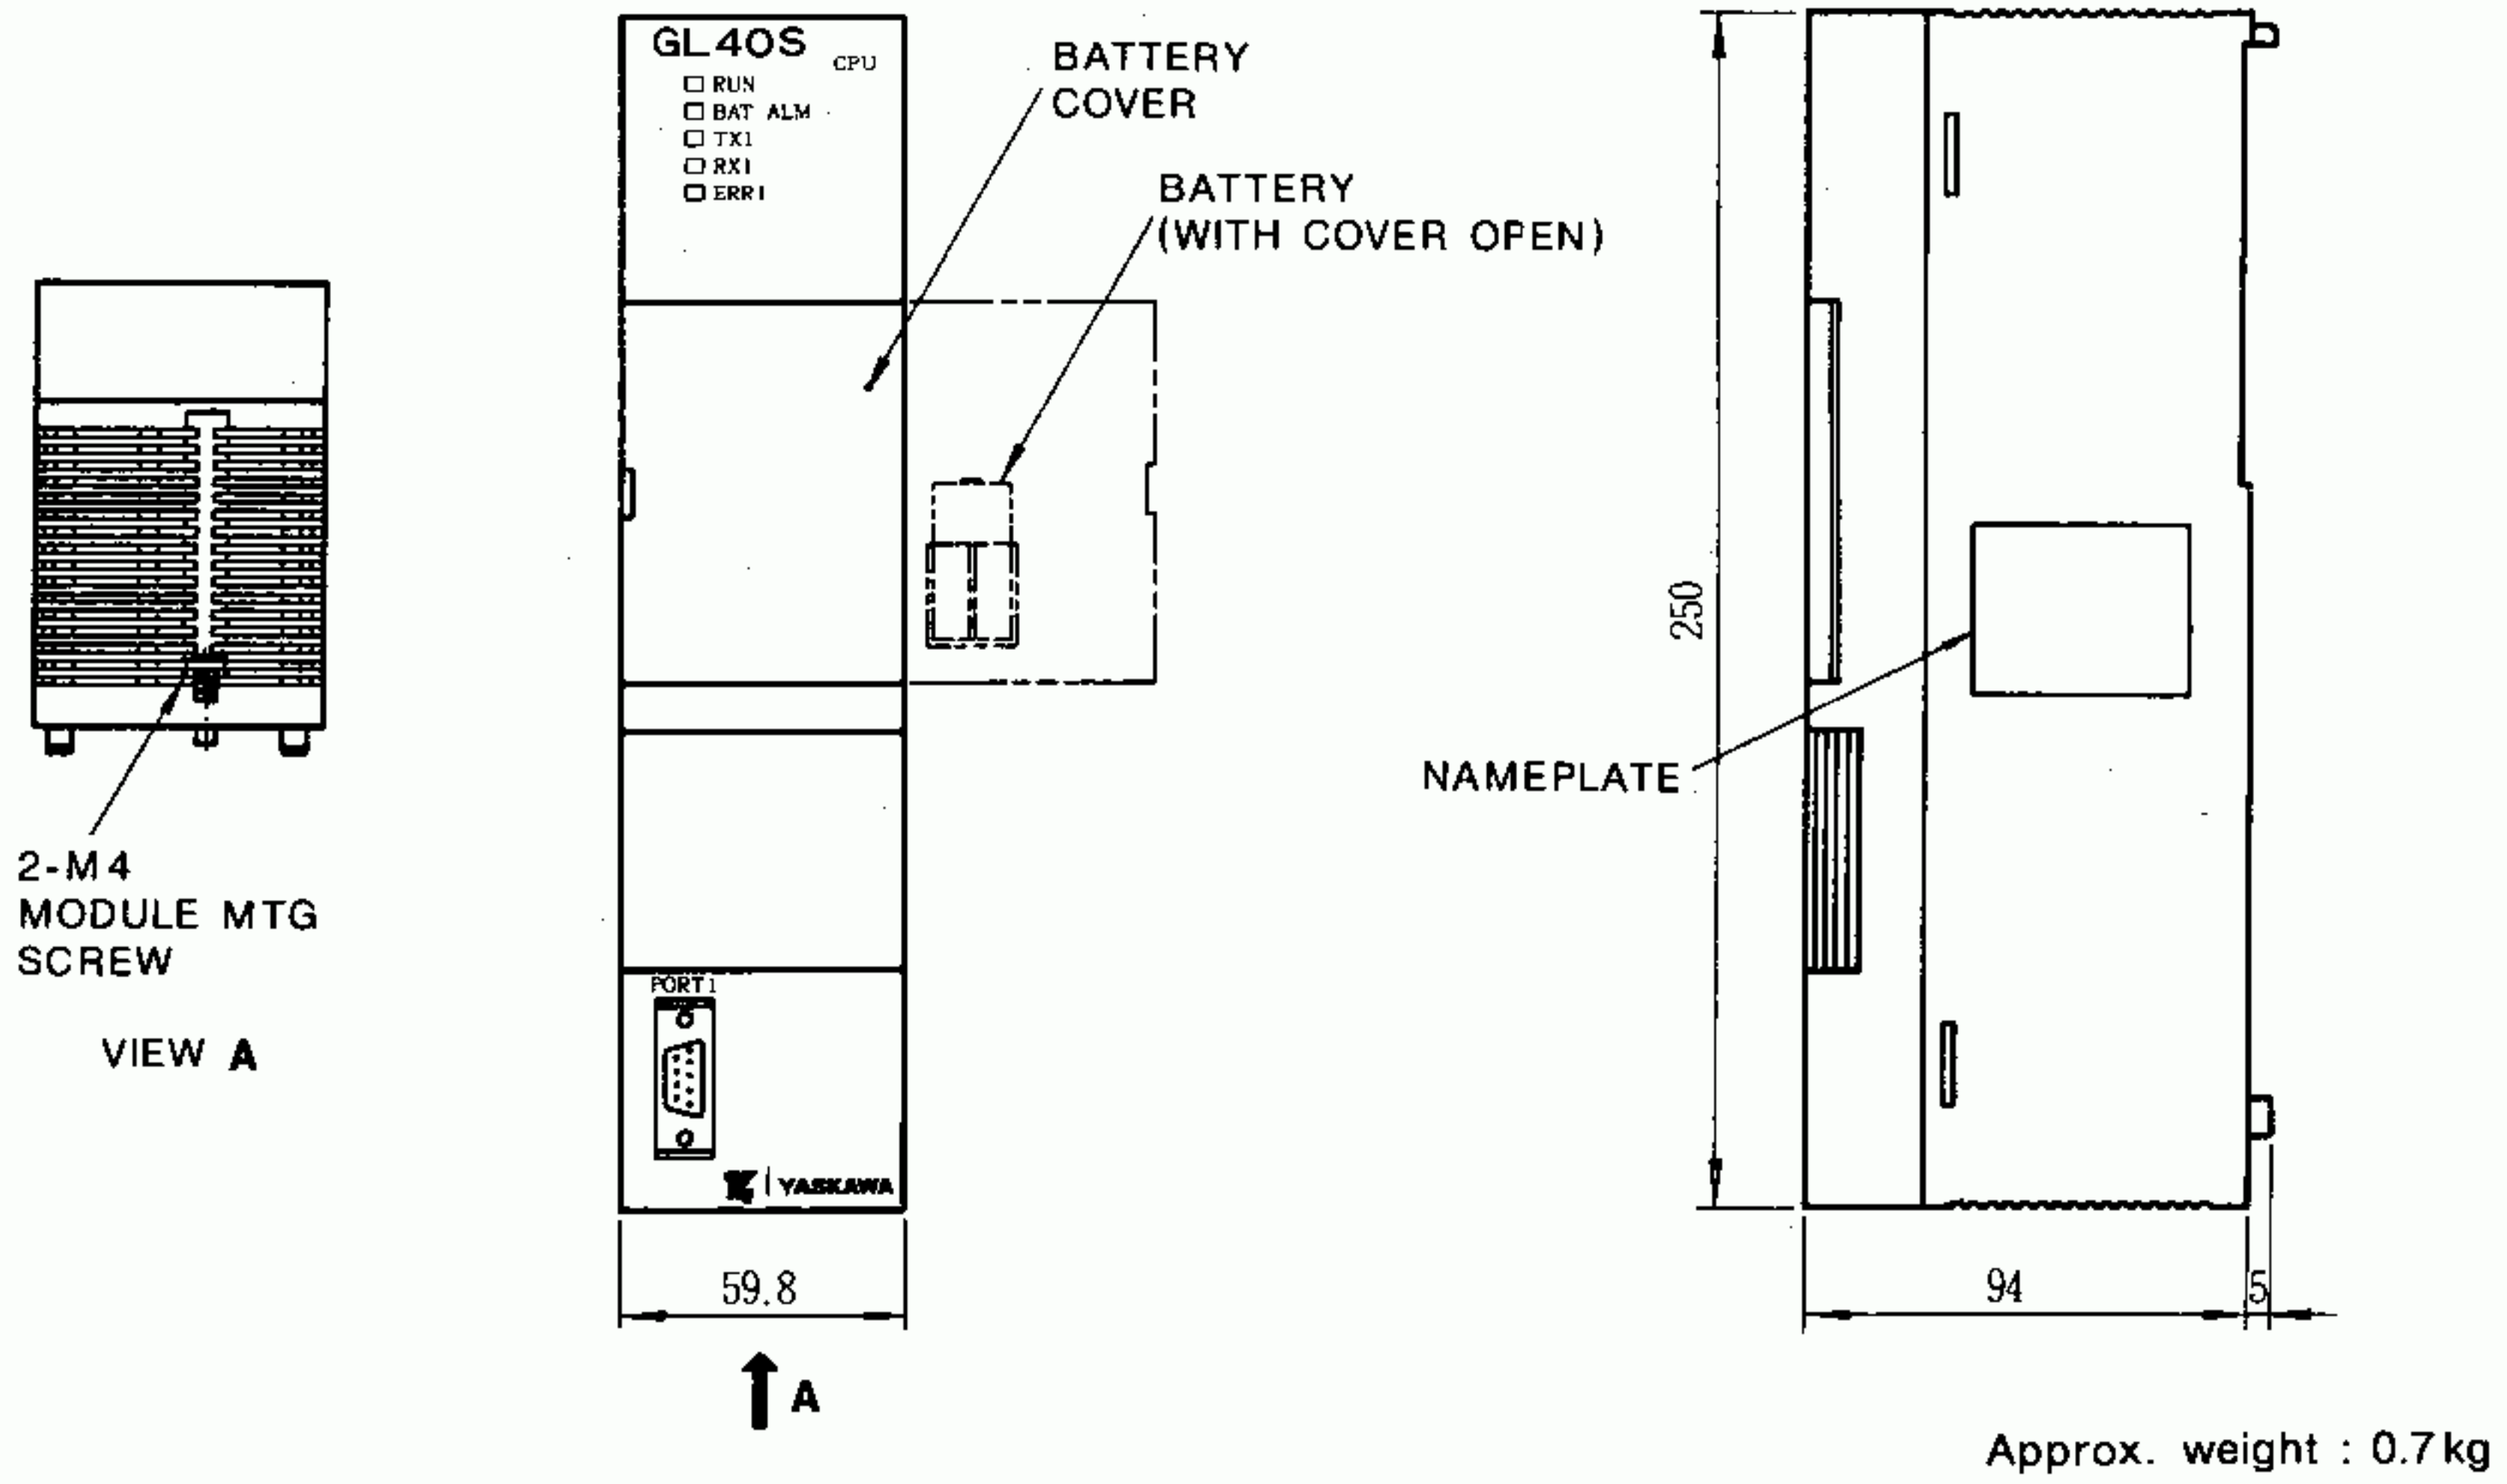 GL40S
CPU
RUN
BAT ALM
TX1
RX1
ERR1
BATTERY
COVER
BATTERY
(WITH COVER OPEN)
250
NAMEPLATE
2-M4
MODULE MTG
SCREW
VIEW A
PORT1
YASKAWA
59.8
A
94
5
Approx. weight : 0.7kg